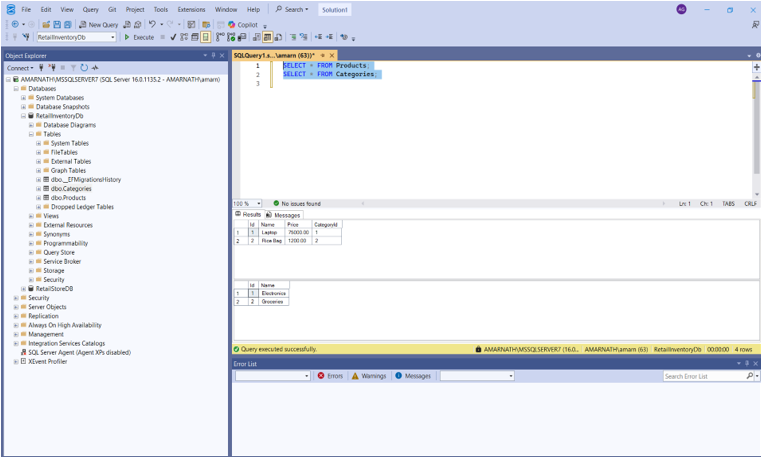 File Edit View Query Git Project Tools Extensions Window Help Search Solution1 AG
New Query Copilot
RetailInventoryDb Execute
Object Explorer
Connect
AMARNATH\MSSQLSERVER7 (SQL Server 16.0.1135.2 - AMARNATH\amarn)
Databases
System Databases
Database Snapshots
RetailInventoryDb
Database Diagrams
Tables
System Tables
FileTables
External Tables
Graph Tables
dbo.__EFMigrationsHistory
dbo.Categories
dbo.Products
Dropped Ledger Tables
Views
External Resources
Synonyms
Programmability
Query Store
Service Broker
Storage
Security
RetailStoreDB
Security
Server Objects
Replication
Always On High Availability
Management
Integration Services Catalogs
SQL Server Agent (Agent XPs disabled)
XEvent Profiler
SQLQuery1.s...\amarn (63))*
1 SELECT * FROM Products;
2 SELECT * FROM Categories;
3
100 % No issues found Ln: 1 Ch: 1 TABS CRLF
Results Messages
Id Name Price CategoryId
1 1 Laptop 75000.00 1
2 2 Rice Bag 1200.00 2
Id Name
1 1 Electronics
2 2 Groceries
Query executed successfully. AMARNATH\MSSQLSERVER7 (16.0... AMARNATH\amarn (63) RetailInventoryDb 00:00:00 4 rows
Error List
Errors Warnings Messages Search Error List